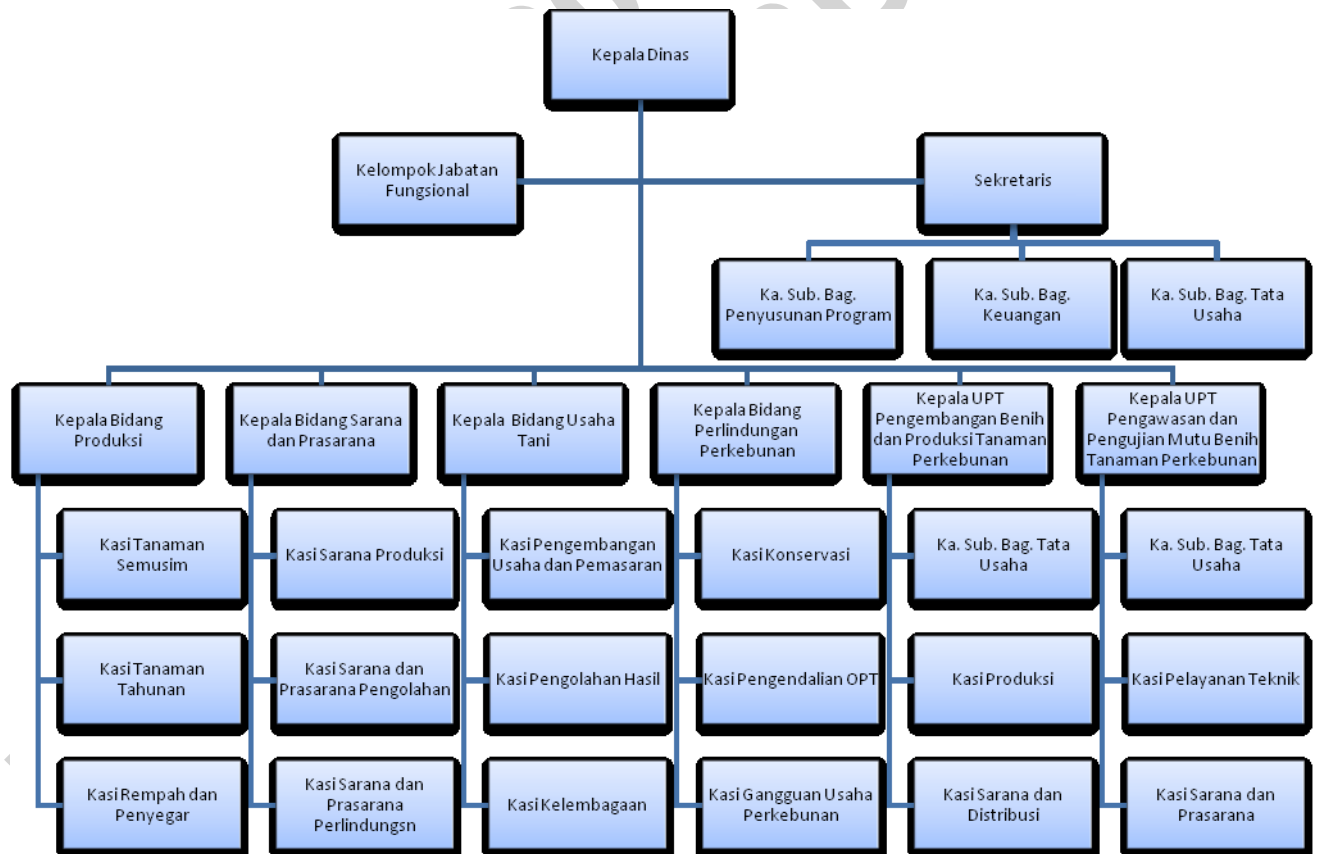 Kepala Dinas
Kelompok Jabatan
Fungsional
Sekretaris
Ka. Sub. Bag.
Penyusunan Program
Ka. Sub. Bag.
Keuangan
Ka. Sub. Bag. Tata
Usaha
Kepala Bidang
Produksi
Kepala Bidang Sarana
dan Prasarana
Kepala Bidang Usaha
Tani
Kepala Bidang
Perlindungan
Perkebunan
Kepala UPT
Pengembangan Benih
dan Produksi Tanaman
Perkebunan
Kepala UPT
Pengawasan dan
Pengujian Mutu Benih
Tanaman Perkebunan
Kasi Tanaman
Semusim
Kasi Sarana Produksi
Kasi Pengembangan
Usaha dan Pemasaran
Kasi Konservasi
Ka. Sub. Bag. Tata
Usaha
Ka. Sub. Bag. Tata
Usaha
Kasi Tanaman
Tahunan
Kasi Sarana dan
Prasarana Pengolahan
Kasi Pengolahan Hasil
Kasi Pengendalian OPT
Kasi Produksi
Kasi Pelayanan Teknik
Kasi Rempah dan
Penyegar
Kasi Sarana dan
Prasarana
Perlindungsn
Kasi Kelembagaan
Kasi Gangguan Usaha
Perkebunan
Kasi Sarana dan
Distribusi
Kasi Sarana dan
Prasarana